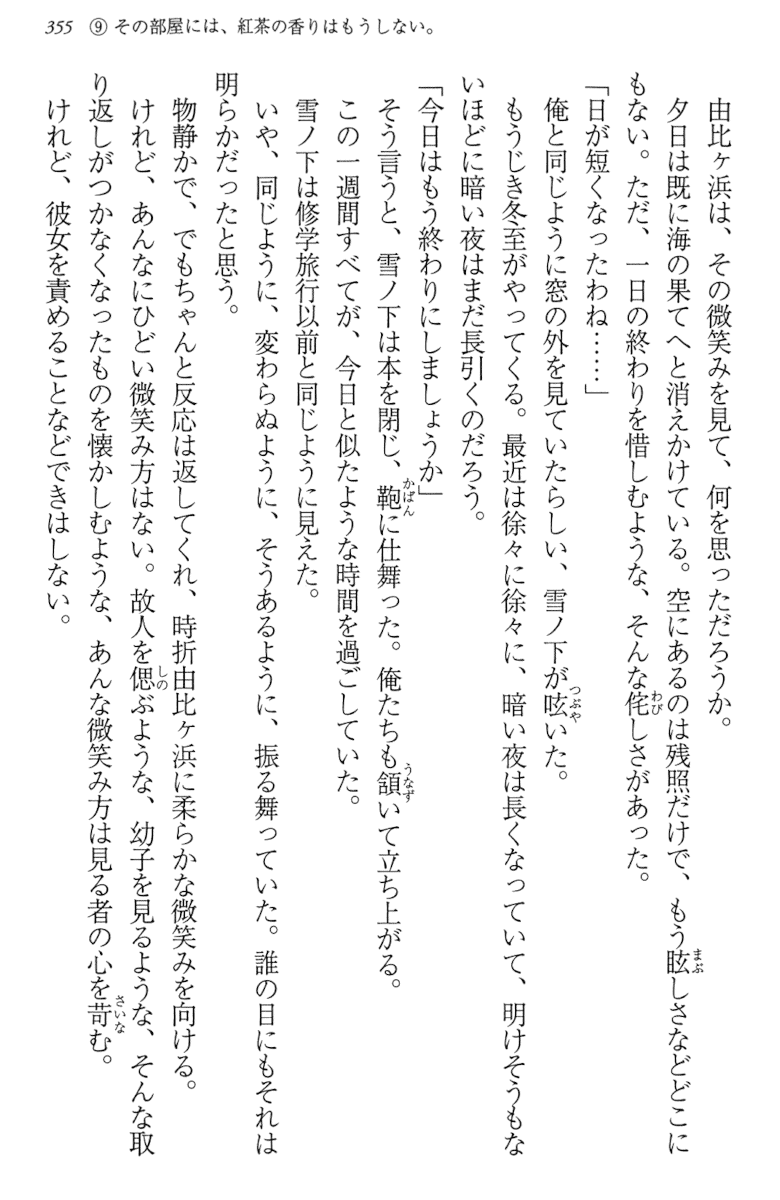 355 ⑨ その部屋には、紅茶の香りはもうしない。
由比ヶ浜は、その微笑みを見て、何を思っただろうか。
夕日は既に海の果てへと消えかけている。空にあるのは残照だけで、もう眩しさなどどこに
もない。ただ、一日の終わりを惜しむような、そんな侘しさがあった。
「日が短くなったわね……」
俺と同じように窓の外を見ていたらしい、雪ノ下が呟いた。
もうじき冬至がやってくる。最近は徐々に徐々に、暗い夜は長くなっていて、明けそうもな
いほどに暗い夜はまだ長引くのだろう。
「今日はもう終わりにしましょうか」
そう言うと、雪ノ下は本を閉じ、鞄に仕舞った。俺たちも頷いて立ち上がる。
この一週間すべてが、今日と似たような時間を過ごしていた。
雪ノ下は修学旅行以前と同じように見えた。
いや、同じように、変わらぬように、そうあるように、振る舞っていた。誰の目にもそれは
明らかだったと思う。
物静かで、でもちゃんと反応は返してくれ、時折由比ヶ浜に柔らかな微笑みを向ける。
けれど、あんなにひどい微笑み方はない。故人を偲ぶような、幼子を見るような、そんな取
り返しがつかなくなったものを懐かしむような、あんな微笑み方は見る者の心を苛む。
けれど、彼女を責めることなどできはしない。